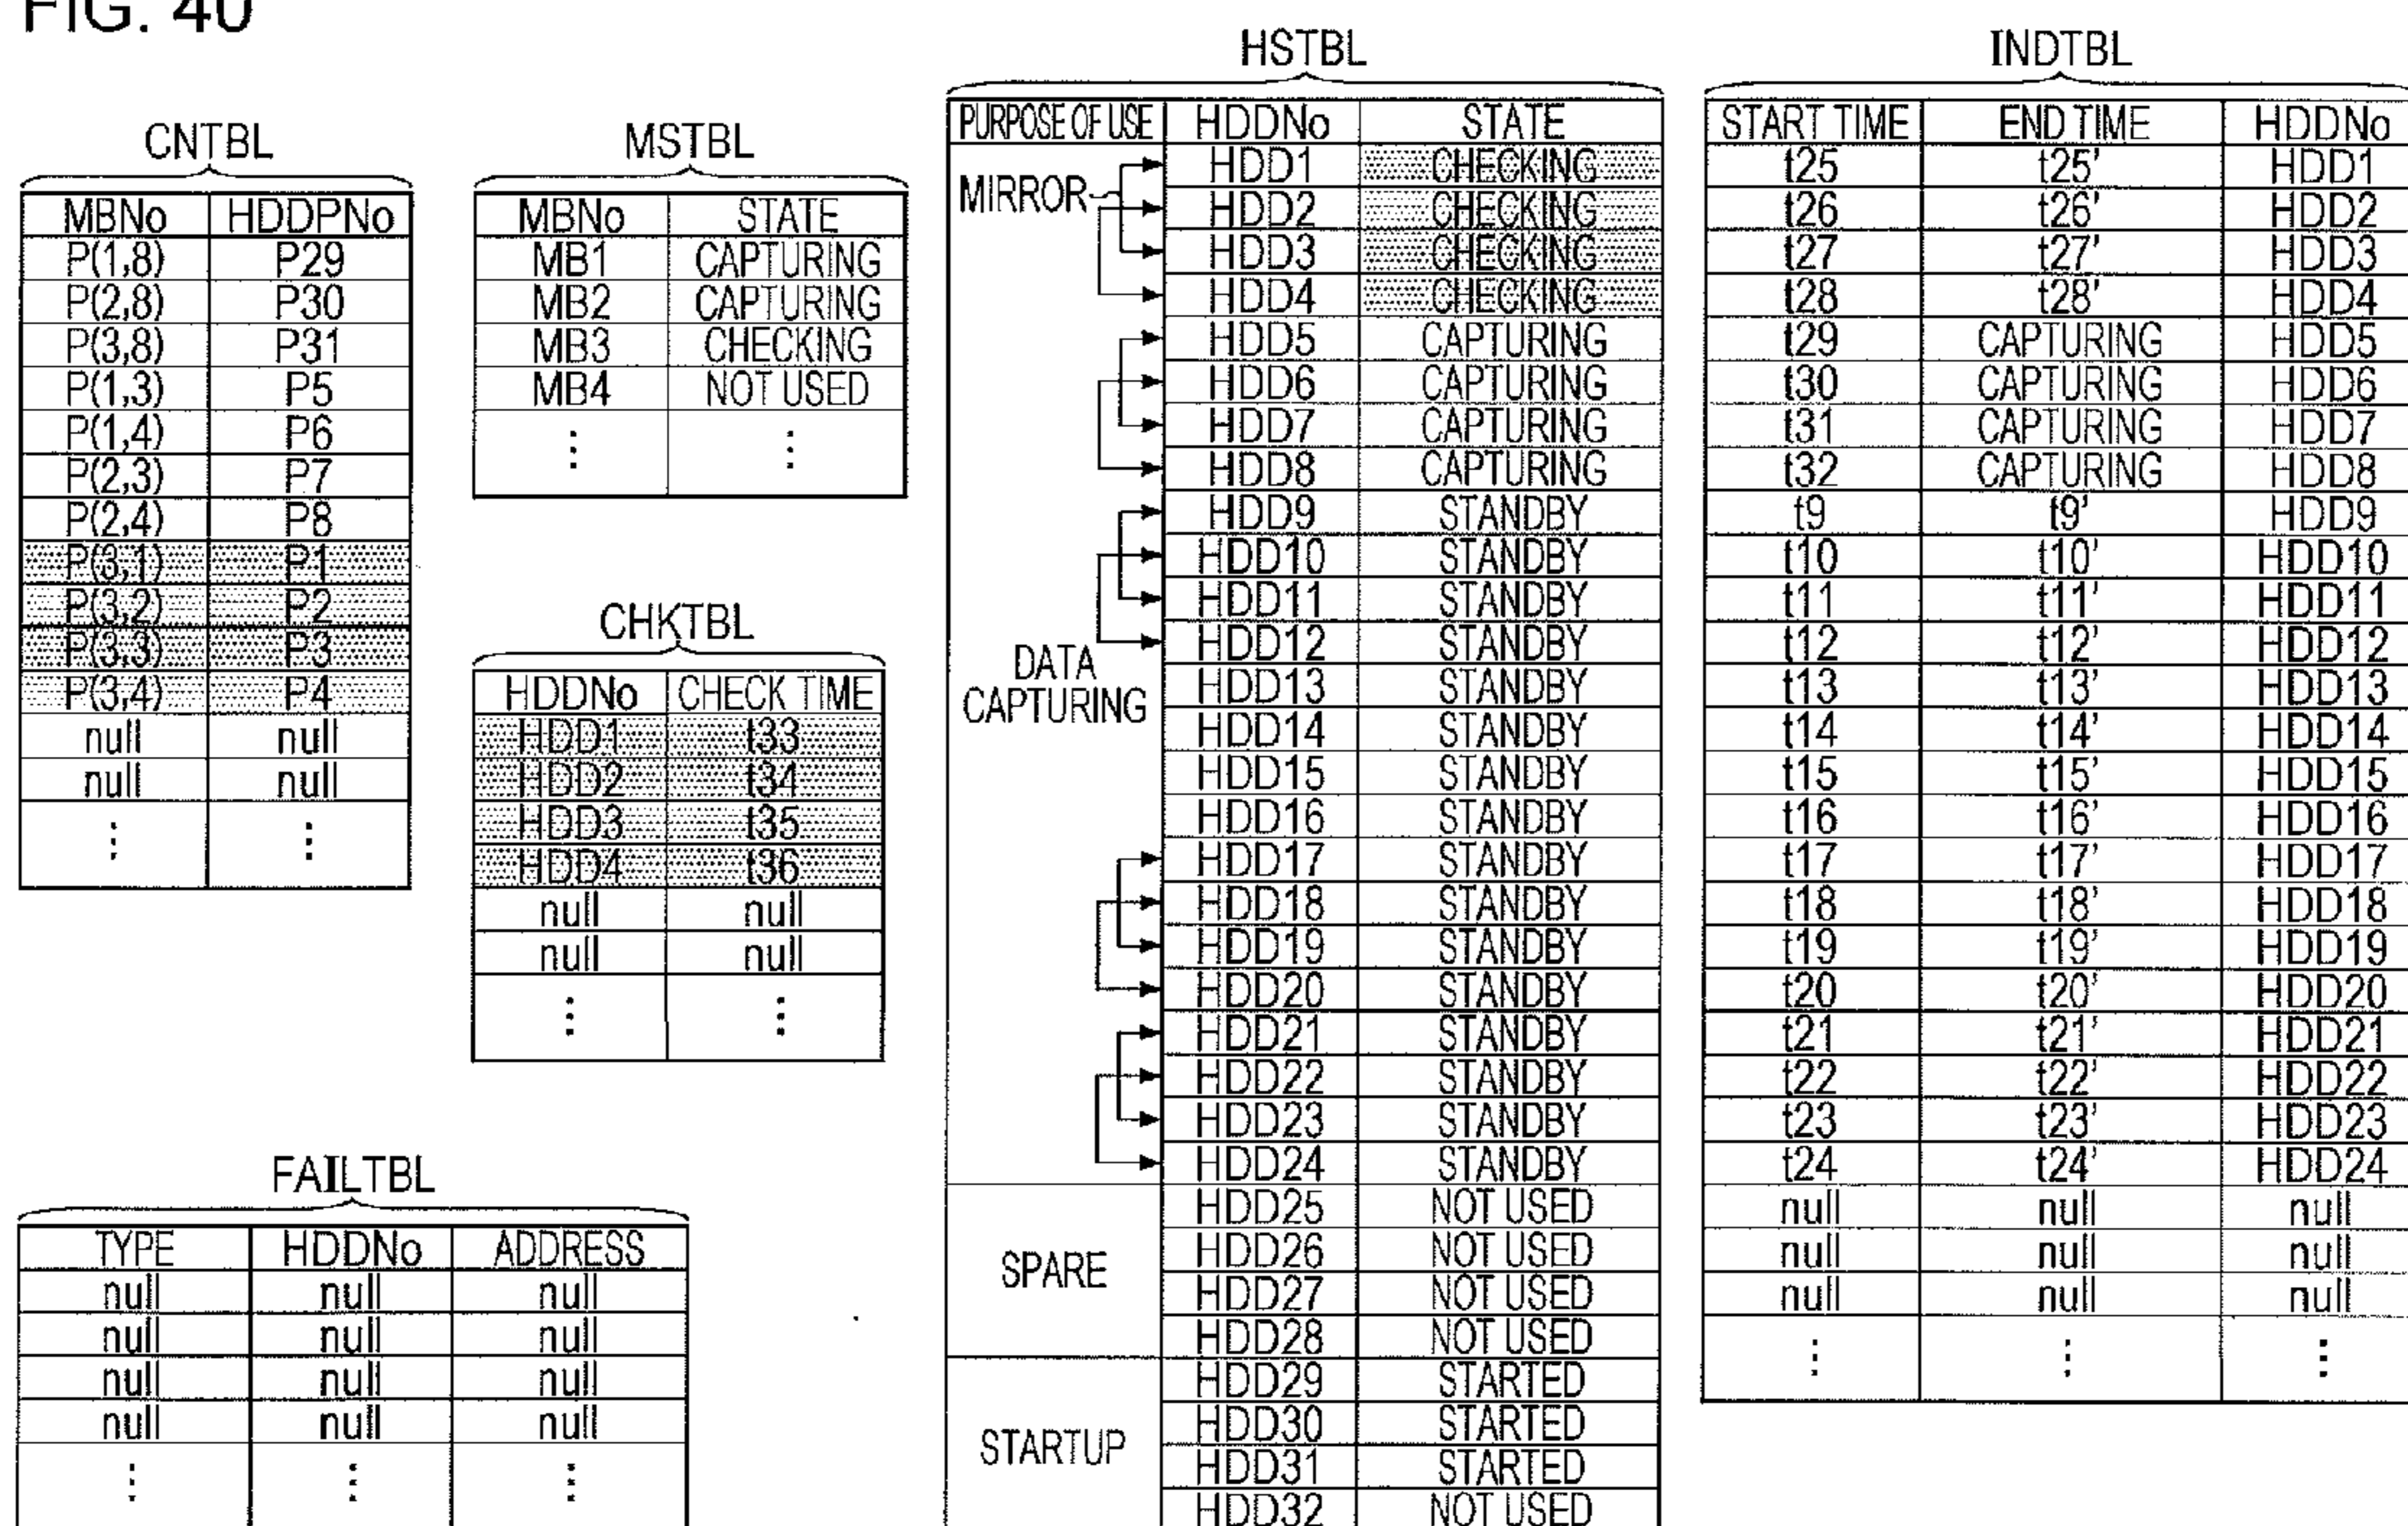 FIG. 40
CNTBL
MBNo HDDPNo
P(1,8) P29
P(2,8) P30
P(3,8) P31
P(1,3) P5
P(1,4) P6
P(2,3) P7
P(2,4) P8
P(3,1) P1
P(3,2) P2
P(3,3) P3
P(3,4) P4
null null
null null
⋮ ⋮
MSTBL
MBNo STATE
MB1 CAPTURING
MB2 CAPTURING
MB3 CHECKING
MB4 NOT USED
⋮ ⋮
CHKTBL
HDDNo CHECK TIME
HDD1 t33
HDD2 t34
HDD3 t35
HDD4 t36
null null
null null
⋮ ⋮
FAILTBL
TYPE HDDNo ADDRESS
null null null
null null null
null null null
null null null
⋮ ⋮ ⋮
HSTBL
PURPOSE OF USE HDDNo STATE
MIRROR
DATA
CAPTURING
HDD1 CHECKING
HDD2 CHECKING
HDD3 CHECKING
HDD4 CHECKING
HDD5 CAPTURING
HDD6 CAPTURING
HDD7 CAPTURING
HDD8 CAPTURING
HDD9 STANDBY
HDD10 STANDBY
HDD11 STANDBY
HDD12 STANDBY
HDD13 STANDBY
HDD14 STANDBY
HDD15 STANDBY
HDD16 STANDBY
HDD17 STANDBY
HDD18 STANDBY
HDD19 STANDBY
HDD20 STANDBY
HDD21 STANDBY
HDD22 STANDBY
HDD23 STANDBY
HDD24 STANDBY
SPARE
HDD25 NOT USED
HDD26 NOT USED
HDD27 NOT USED
HDD28 NOT USED
STARTUP
HDD29 STARTED
HDD30 STARTED
HDD31 STARTED
HDD32 NOT USED
INDTBL
START TIME END TIME HDDNo
t25 t25' HDD1
t26 t26' HDD2
t27 t27' HDD3
t28 t28' HDD4
t29 CAPTURING HDD5
t30 CAPTURING HDD6
t31 CAPTURING HDD7
t32 CAPTURING HDD8
t9 t9' HDD9
t10 t10' HDD10
t11 t11' HDD11
t12 t12' HDD12
t13 t13' HDD13
t14 t14' HDD14
t15 t15' HDD15
t16 t16' HDD16
t17 t17' HDD17
t18 t18' HDD18
t19 t19' HDD19
t20 t20' HDD20
t21 t21' HDD21
t22 t22' HDD22
t23 t23' HDD23
t24 t24' HDD24
null null null
null null null
null null null
⋮ ⋮ ⋮